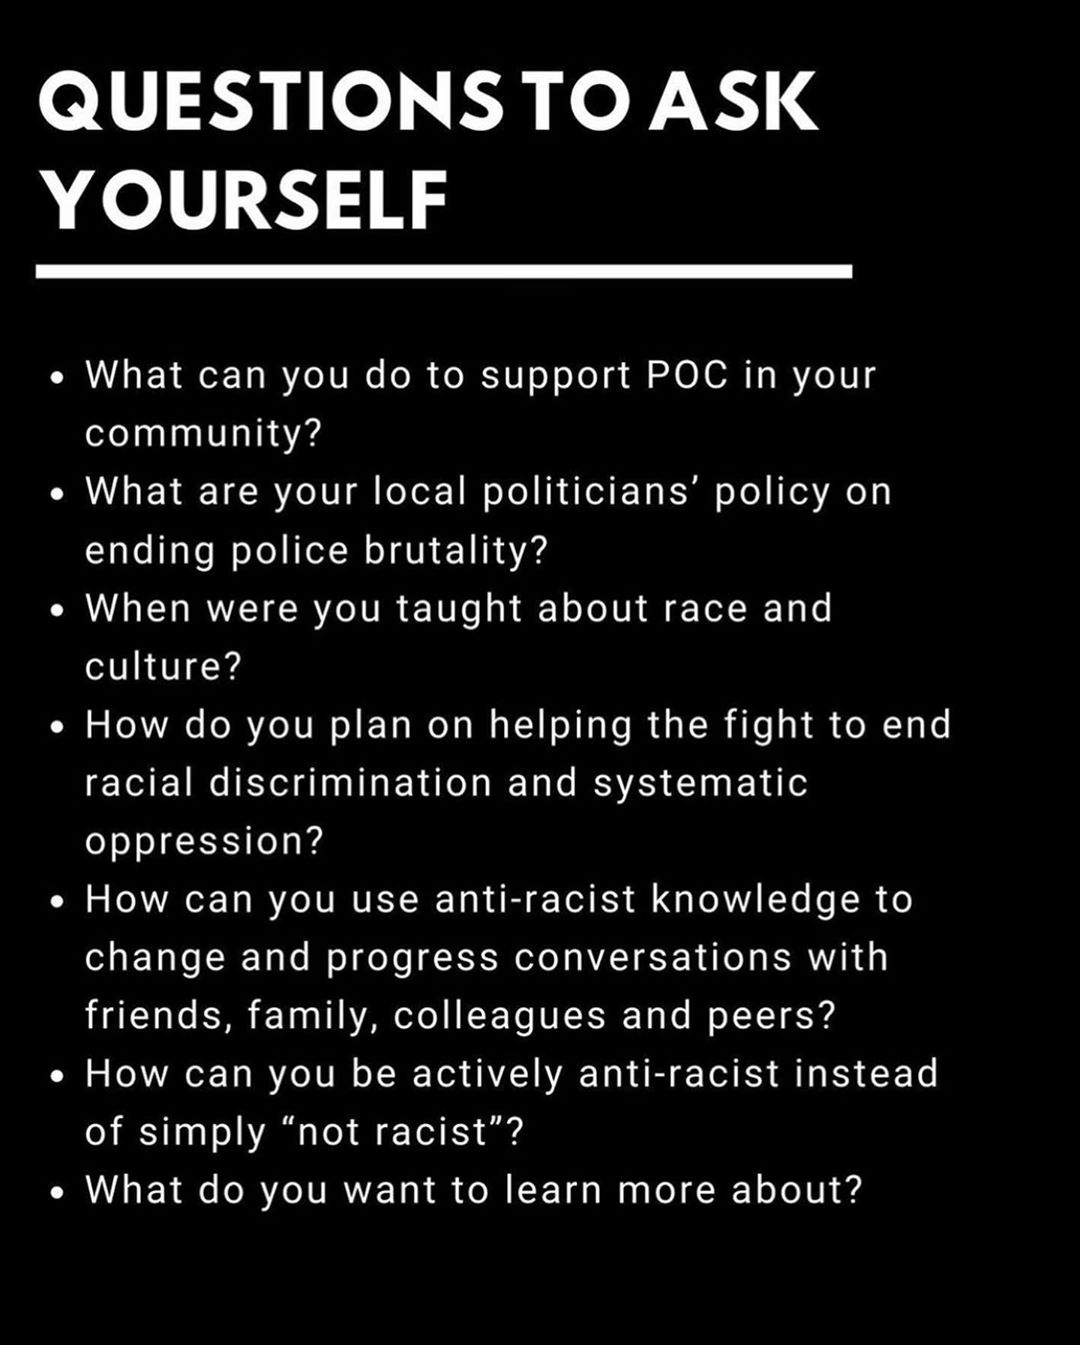 QUESTIONS TO ASK
YOURSELF
• What can you do to support POC in your
community?
• What are your local politicians’ policy on
ending police brutality?
• When were you taught about race and
culture?
• How do you plan on helping the fight to end
racial discrimination and systematic
oppression?
• How can you use anti-racist knowledge to
change and progress conversations with
friends, family, colleagues and peers?
• How can you be actively anti-racist instead
of simply “not racist”?
• What do you want to learn more about?